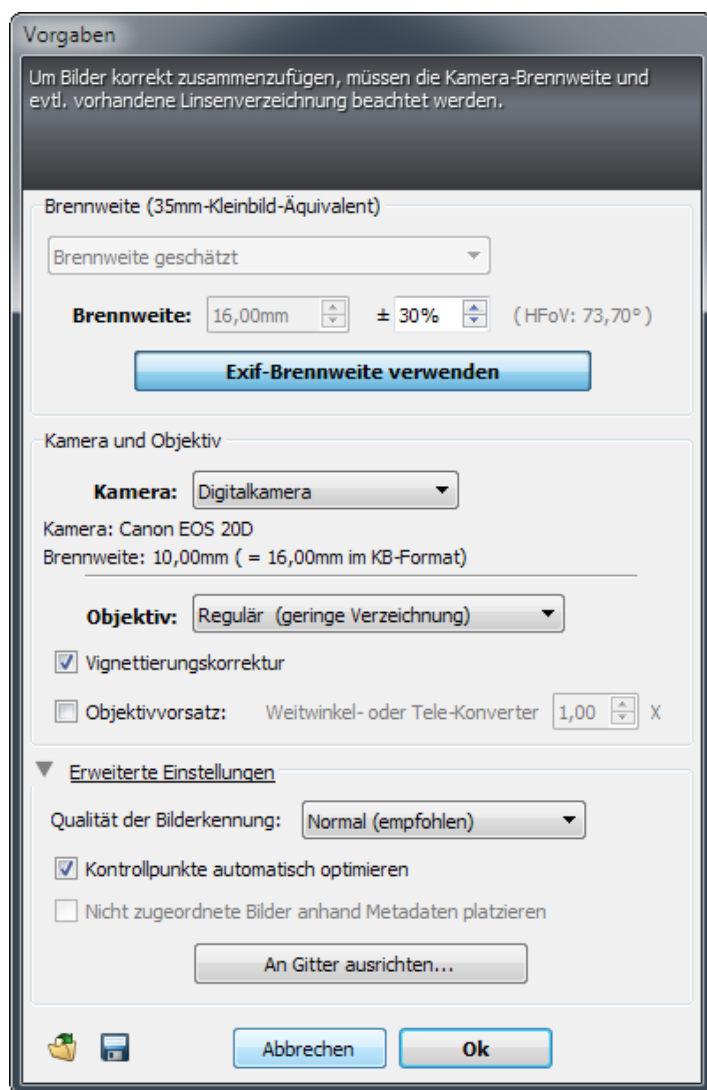 Vorgaben
Um Bilder korrekt zusammenzufügen, müssen die Kamera-Brennweite und
evtl. vorhandene Linsenverzeichnung beachtet werden.
Brennweite (35mm-Kleinbild-Äquivalent)
Brennweite geschätzt
Brennweite: 16,00mm ± 30% ( HFoV: 73,70° )
Exif-Brennweite verwenden
Kamera und Objektiv
Kamera: Digitalkamera
Kamera: Canon EOS 20D
Brennweite: 10,00mm ( = 16,00mm im KB-Format)
Objektiv: Regulär (geringe Verzeichnung)
Vignettierungskorrektur
Objektivvorsatz: Weitwinkel- oder Tele-Konverter 1,00 X
Erweiterte Einstellungen
Qualität der Bilderkennung: Normal (empfohlen)
Kontrollpunkte automatisch optimieren
Nicht zugeordnete Bilder anhand Metadaten platzieren
An Gitter ausrichten...
Abbrechen Ok